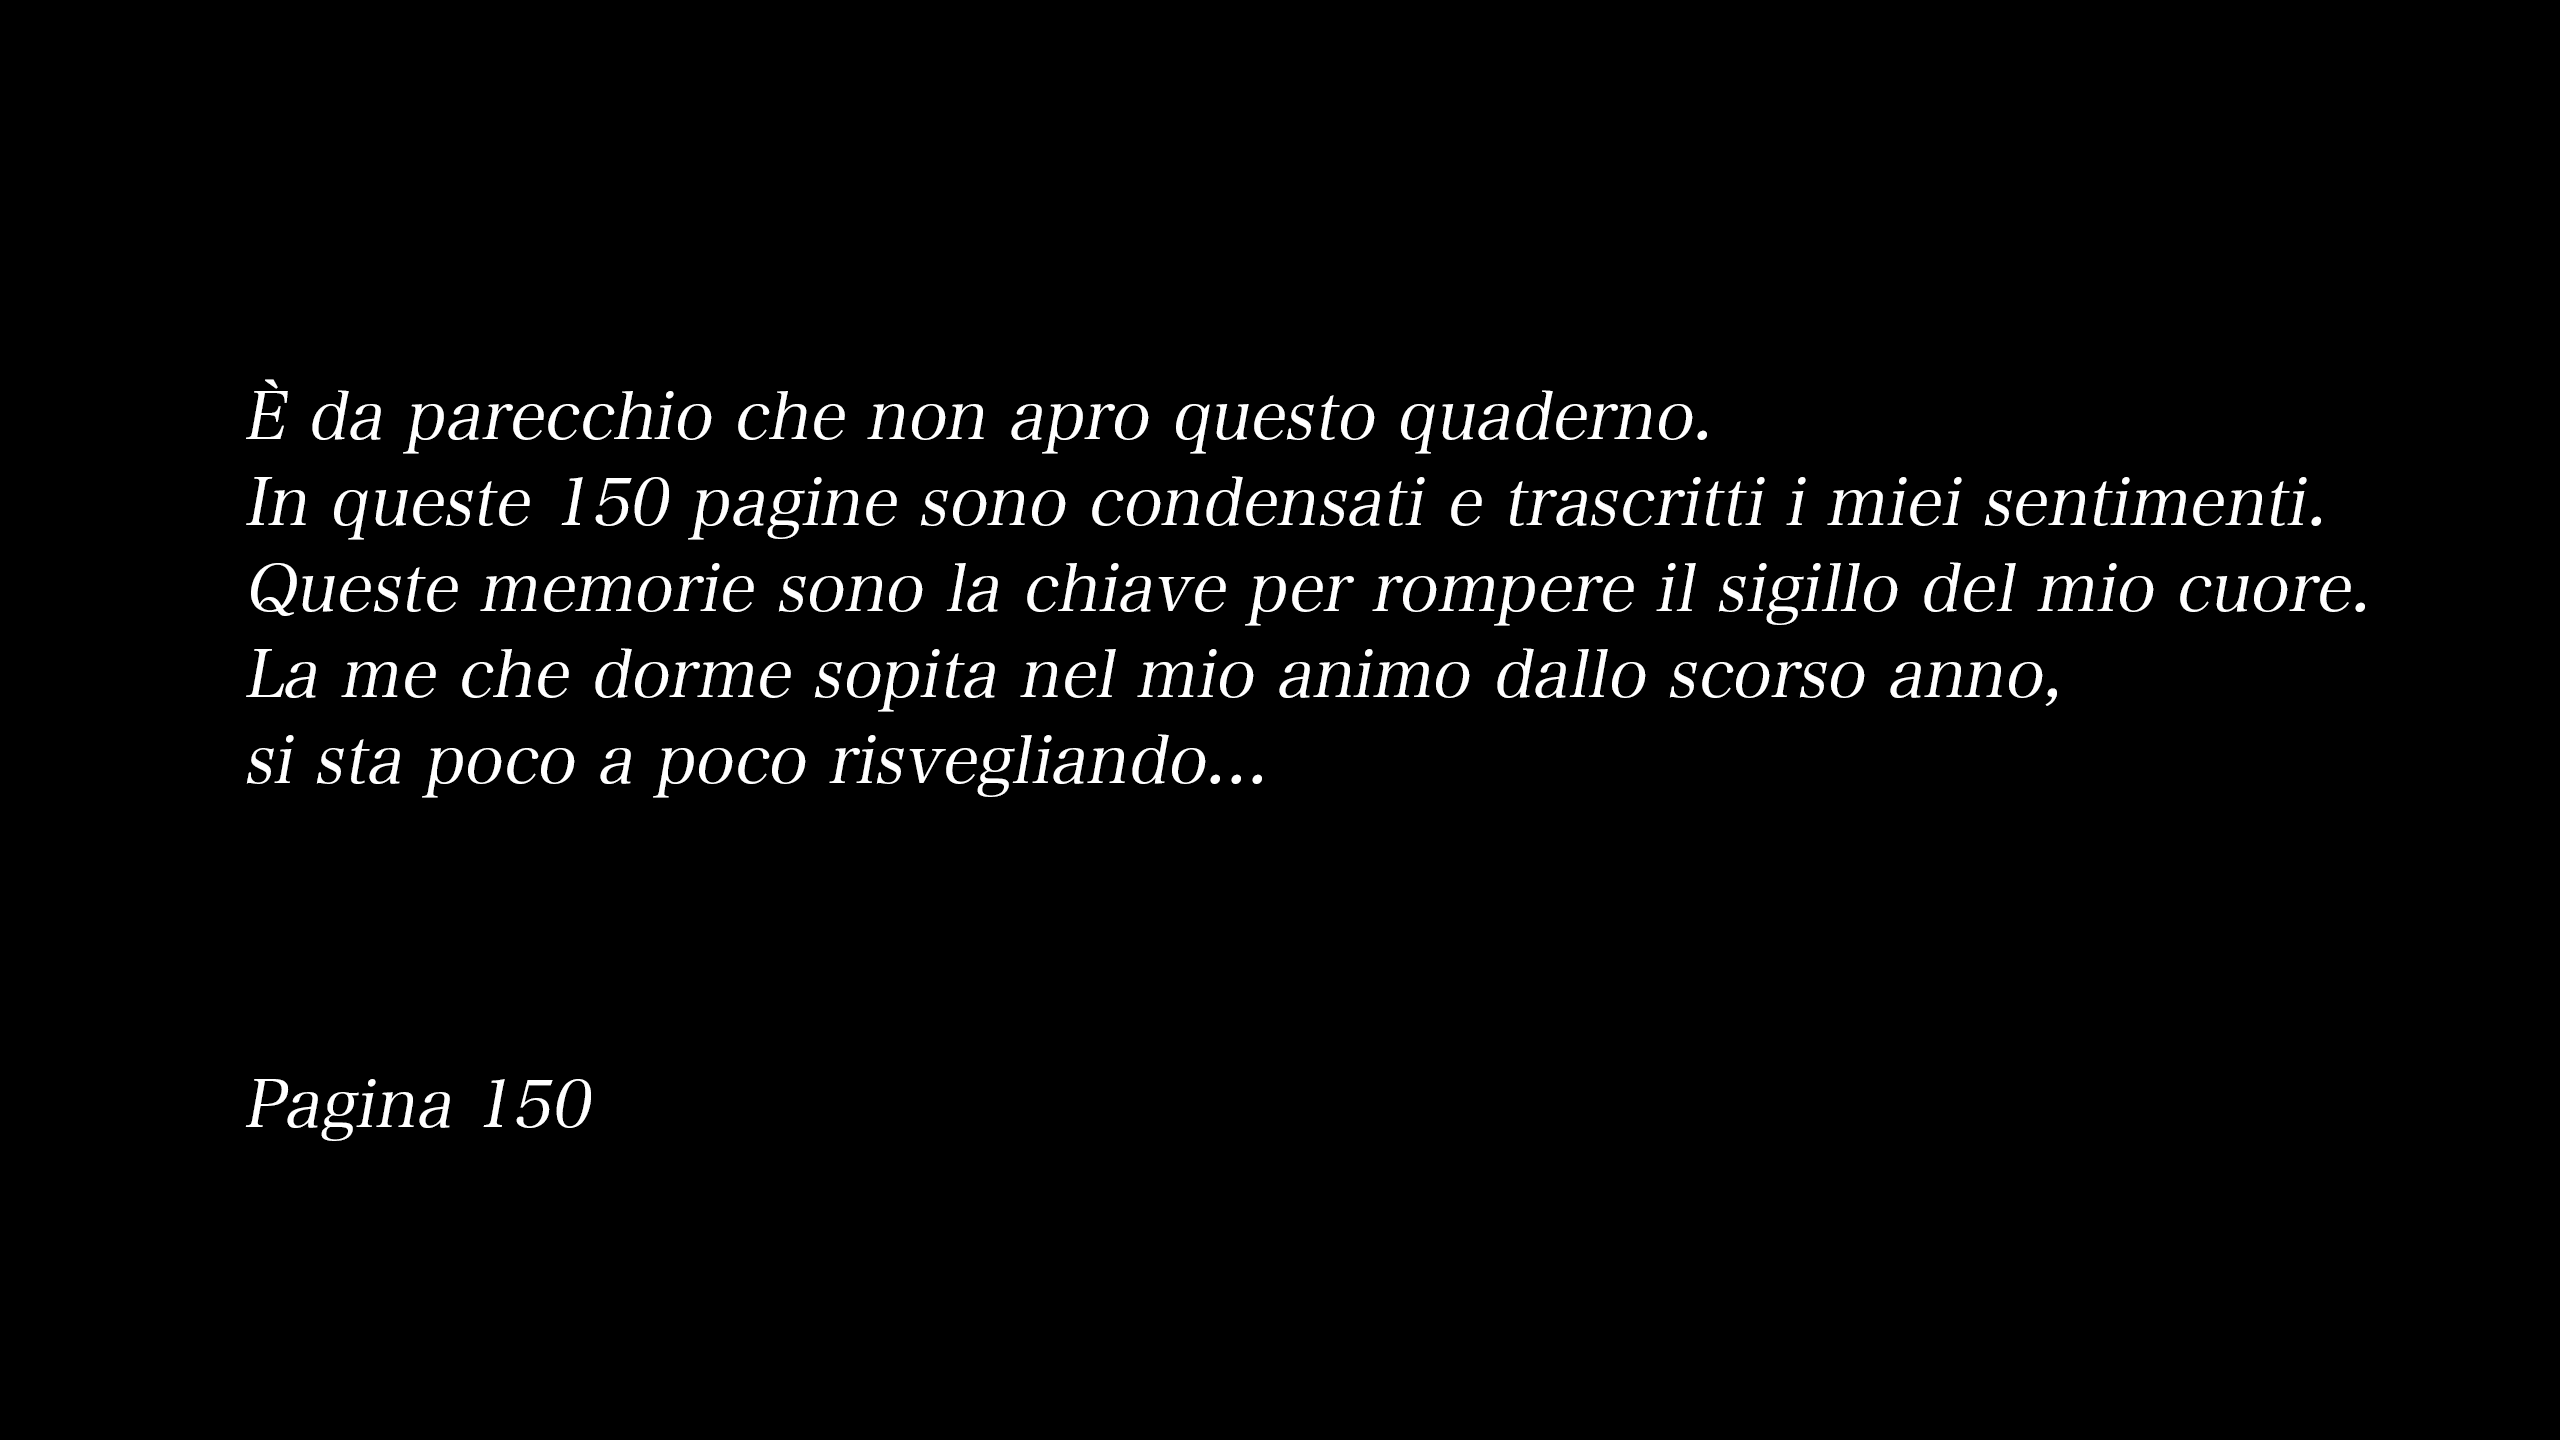 È da parecchio che non apro questo quaderno.
In queste 150 pagine sono condensati e trascritti i miei sentimenti.
Queste memorie sono la chiave per rompere il sigillo del mio cuore.
La me che dorme sopita nel mio animo dallo scorso anno,
si sta poco a poco risvegliando...
Pagina 150